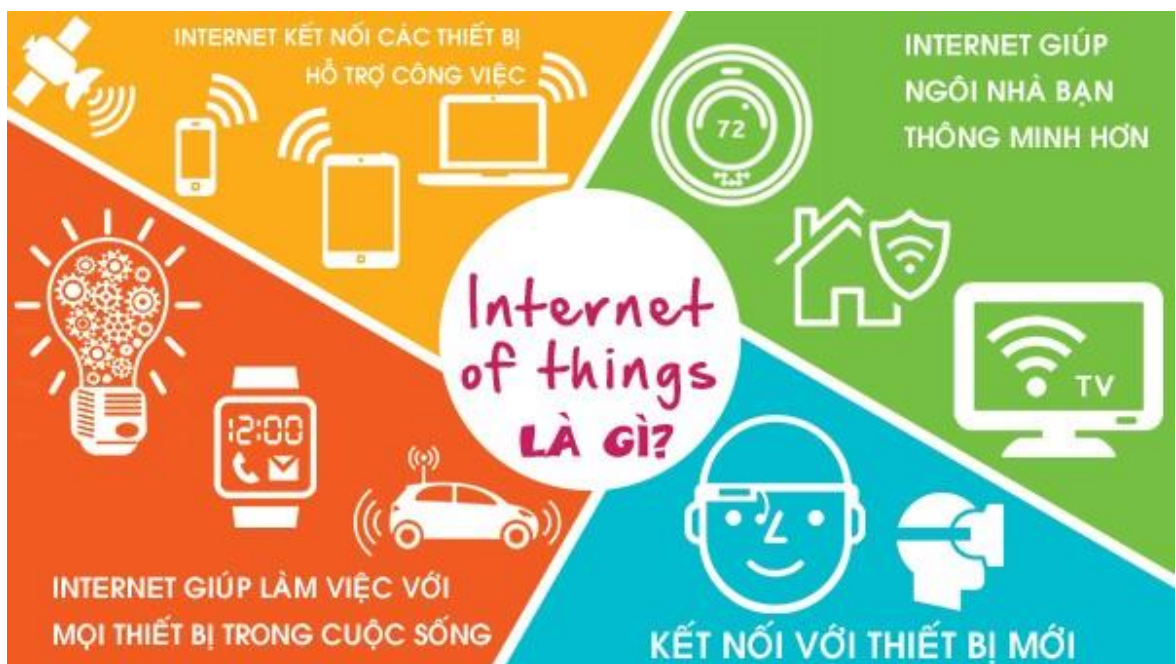 INTERNET KẾT NỐI CÁC THIẾT BỊ
HỖ TRỢ CÔNG VIỆC
INTERNET GIÚP
NGÔI NHÀ BẠN
THÔNG MINH HƠN
72
TV
Internet
of things
LÀ GÌ?
12:00
INTERNET GIÚP LÀM VIỆC VỚI
MỌI THIẾT BỊ TRONG CUỘC SỐNG
KẾT NỐI VỚI THIẾT BỊ MỚI